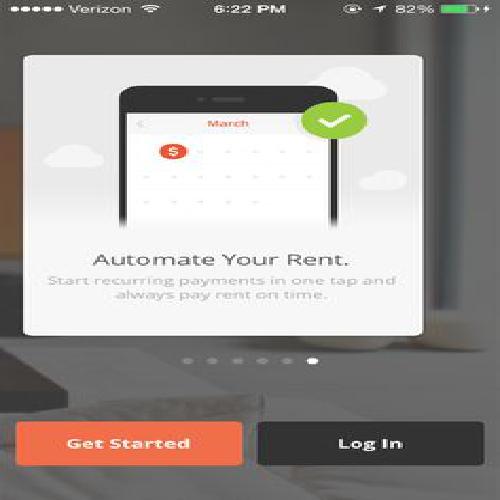 Verizon 6:22 PM 82%
March
$
Automate Your Rent.
Start recurring payments in one tap and
always pay rent on time.
Get Started Log In